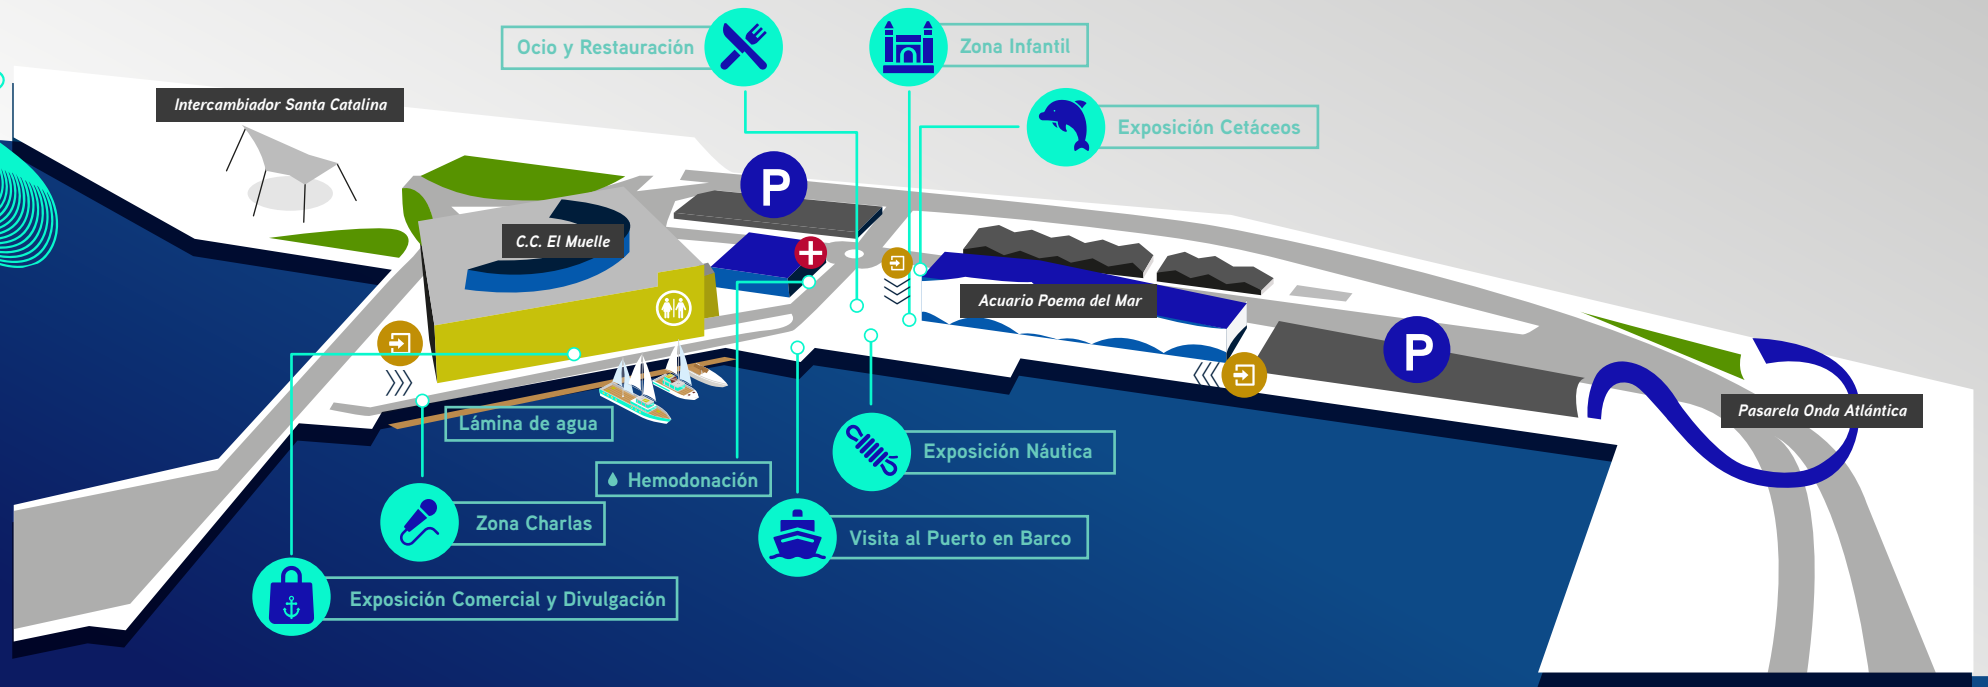 Ocio y Restauración
Zona Infantil
Intercambiador Santa Catalina
Exposición Cetáceos
P
C.C. El Muelle
Acuario Poema del Mar
P
Pasarela Onda Atlántica
Lámina de agua
Exposición Náutica
Hemodonación
Zona Charlas
Visita al Puerto en Barco
Exposición Comercial y Divulgación